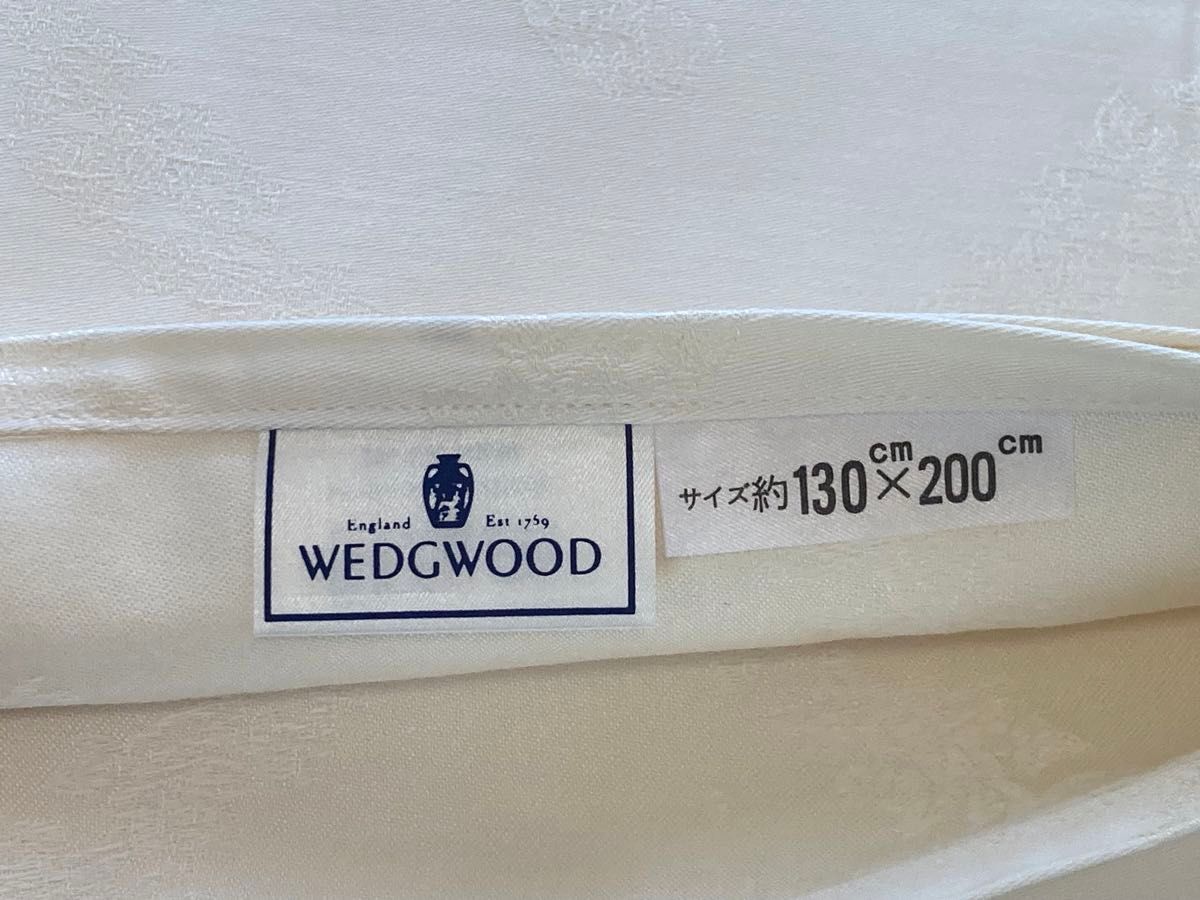 England Est 1759
WEDGWOOD
サイズ約130cm×200cm